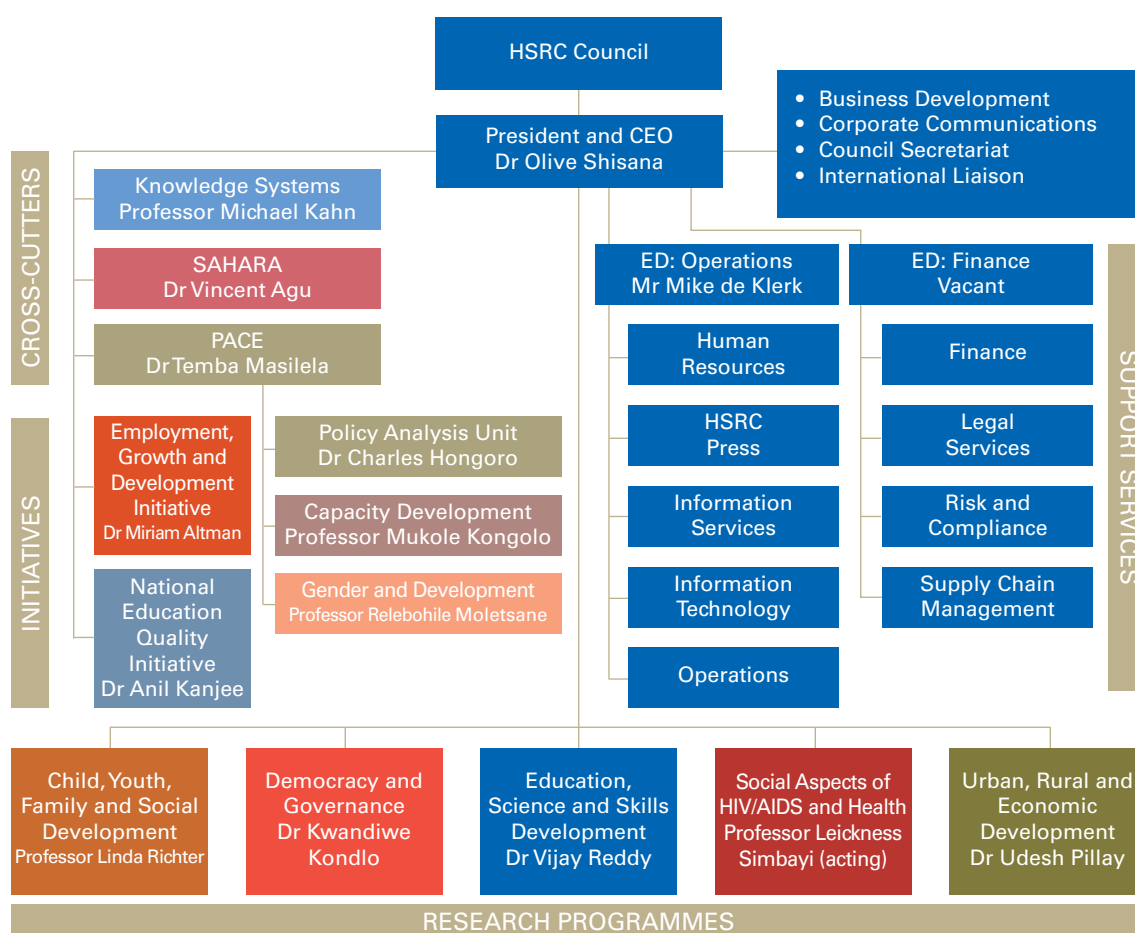 HSRC Council
President and CEO
Dr Olive Shisana
• Business Development
• Corporate Communications
• Council Secretariat
• International Liaison
CROSS-CUTTERS
Knowledge Systems
Professor Michael Kahn
SAHARA
Dr Vincent Agu
PACE
Dr Temba Masilela
INITIATIVES
Employment,
Growth and
Development
Initiative
Dr Miriam Altman
National
Education
Quality
Initiative
Dr Anil Kanjee
Policy Analysis Unit
Dr Charles Hongoro
Capacity Development
Professor Mukole Kongolo
Gender and Development
Professor Relebohile Moletsane
ED: Operations
Mr Mike de Klerk
Human
Resources
HSRC
Press
Information
Services
Information
Technology
Operations
ED: Finance
Vacant
Finance
Legal
Services
Risk and
Compliance
Supply Chain
Management
SUPPORT SERVICES
Child, Youth,
Family and Social
Development
Professor Linda Richter
Democracy and
Governance
Dr Kwandiwe
Kondlo
Education,
Science and Skills
Development
Dr Vijay Reddy
Social Aspects of
HIV/AIDS and Health
Professor Leickness
Simbayi (acting)
Urban, Rural and
Economic
Development
Dr Udesh Pillay
RESEARCH PROGRAMMES